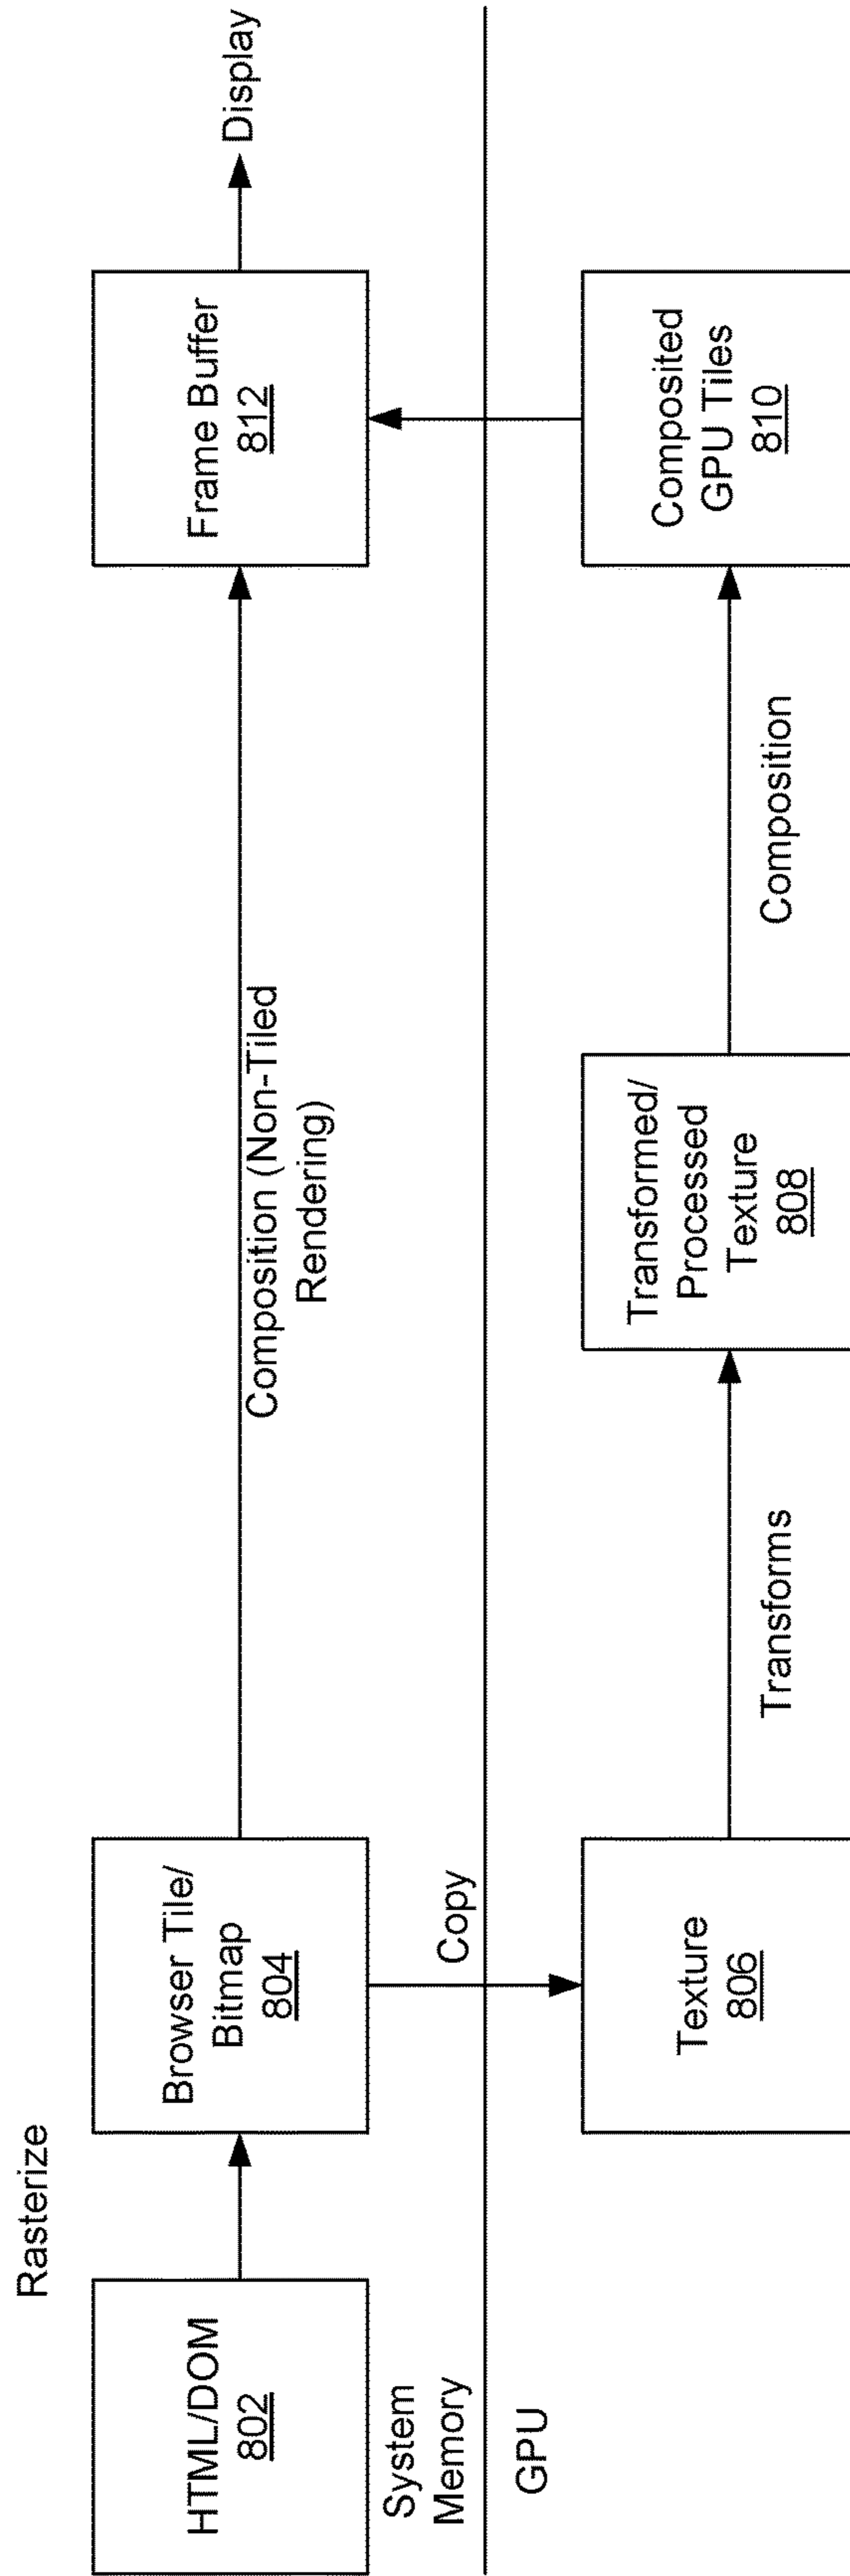 Rasterize
HTML/DOM
802
Browser Tile/
Bitmap
804
Composition (Non-Tiled
Rendering)
Frame Buffer
812
Display
System
Memory
Copy
GPU
Texture
806
Transforms
Transformed/
Processed
Texture
808
Composition
Composited
GPU Tiles
810